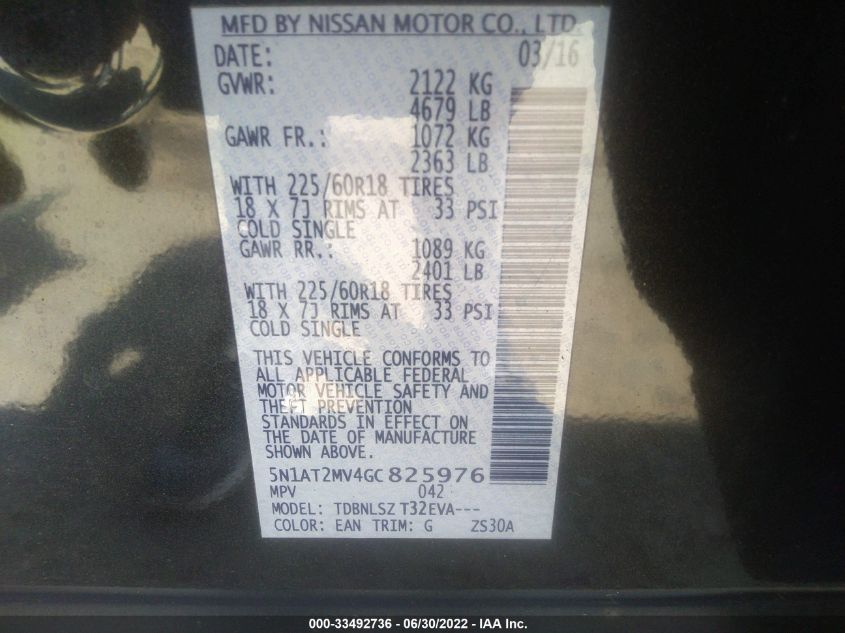 MFD BY NISSAN MOTOR CO., LTD.
DATE: 03/16
GVWR: 2122 KG
4679 LB
GAWR FR.: 1072 KG
2363 LB
WITH 225/60R18 TIRES
18 X 7J RIMS AT 33 PSI
COLD SINGLE
GAWR RR.: 1089 KG
2401 LB
WITH 225/60R18 TIRES
18 X 7J RIMS AT 33 PSI
COLD SINGLE
THIS VEHICLE CONFORMS TO
ALL APPLICABLE FEDERAL
MOTOR VEHICLE SAFETY AND
THEFT PREVENTION
STANDARDS IN EFFECT ON
THE DATE OF MANUFACTURE
SHOWN ABOVE.
5N1AT2MV4GC825976
MPV 042
MODEL: TDBNLSZ T32EVA---
COLOR: EAN TRIM: G ZS30A
000-33492736 - 06/30/2022 - IAA Inc.